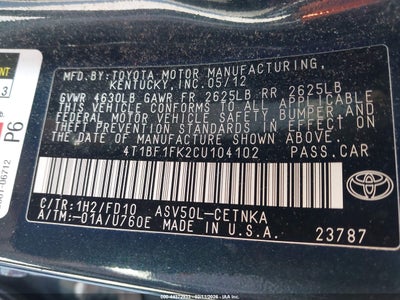 MFD.BY:TOYOTA MOTOR MANUFACTURING,
KENTUCKY,INC.05/12
GVWR 4630LB GAWR FR 2625LB RR 2625LB
THIS VEHICLE CONFORMS TO ALL APPLICABLE
FEDERAL MOTOR VEHICLE SAFETY, BUMPER, AND
THEFT PREVENTION STANDARDS IN EFFECT ON
THE DATE OF MANUFACTURE SHOWN ABOVE.
4T1BF1FK2CU104102 PASS.CAR
C/TR:1H2/FD10 ASV50L-CETNKA
A/TM:-01A/U760E MADE IN U.S.A.
TOYOTA
23787
P6